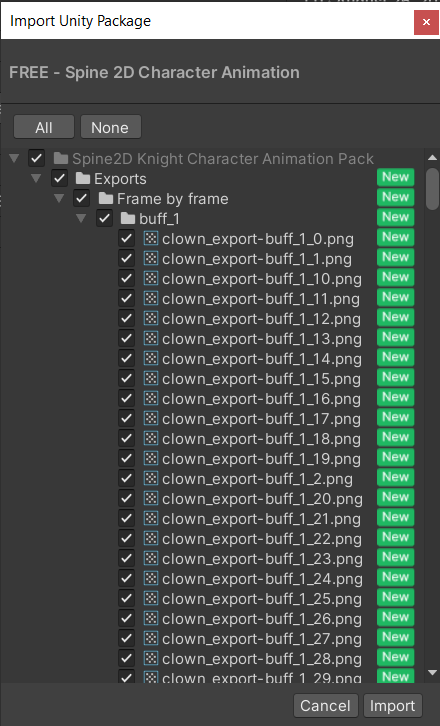 Import Unity Package
FREE - Spine 2D Character Animation
All None
Spine2D Knight Character Animation Pack
Exports New
Frame by frame New
buff_1 New
clown_export-buff_1_0.png New
clown_export-buff_1_1.png New
clown_export-buff_1_10.png New
clown_export-buff_1_11.png New
clown_export-buff_1_12.png New
clown_export-buff_1_13.png New
clown_export-buff_1_14.png New
clown_export-buff_1_15.png New
clown_export-buff_1_16.png New
clown_export-buff_1_17.png New
clown_export-buff_1_18.png New
clown_export-buff_1_19.png New
clown_export-buff_1_2.png New
clown_export-buff_1_20.png New
clown_export-buff_1_21.png New
clown_export-buff_1_22.png New
clown_export-buff_1_23.png New
clown_export-buff_1_24.png New
clown_export-buff_1_25.png New
clown_export-buff_1_26.png New
clown_export-buff_1_27.png New
clown_export-buff_1_28.png New
clown_export-buff_1_29.png New
Cancel Import